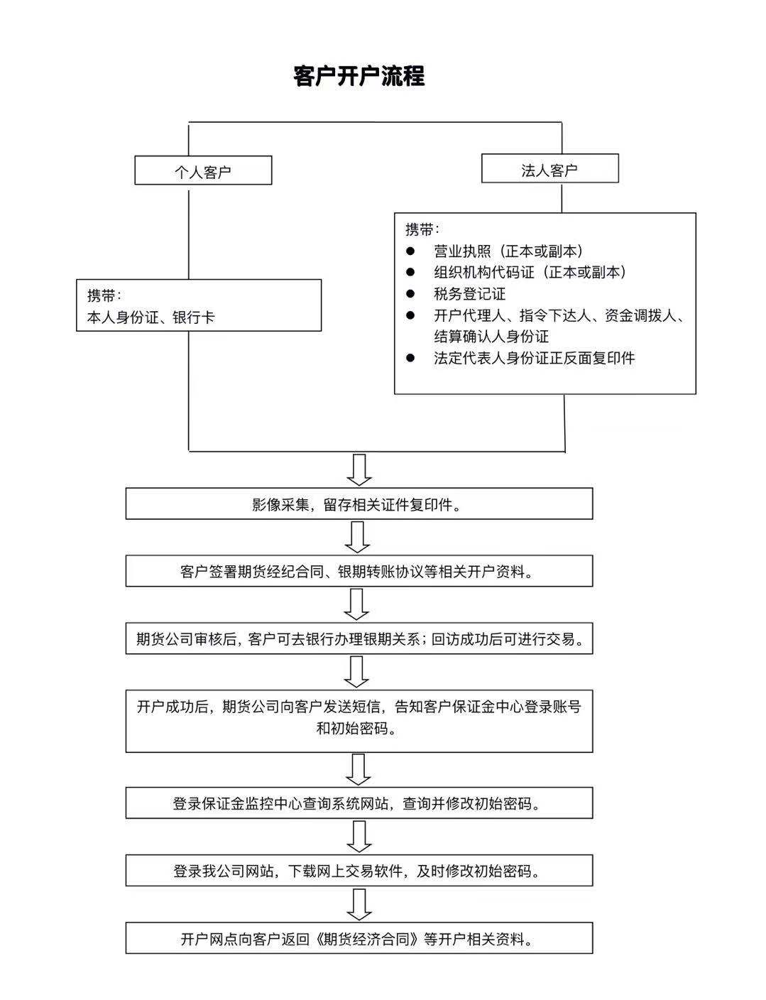 客户开户流程
个人客户
法人客户
携带：
本人身份证、银行卡
携带：
● 营业执照（正本或副本）
● 组织机构代码证（正本或副本）
● 税务登记证
● 开户代理人、指令下达人、资金调拨人、
结算确认人身份证
● 法定代表人身份证正反面复印件
影像采集，留存相关证件复印件。
客户签署期货经纪合同、银期转账协议等相关开户资料。
期货公司审核后，客户可去银行办理银期关系；回访成功后可进行交易。
开户成功后，期货公司向客户发送短信，告知客户保证金中心登录账号
和初始密码。
登录保证金监控中心查询系统网站，查询并修改初始密码。
登录我公司网站，下载网上交易软件，及时修改初始密码。
开户网点向客户返回《期货经济合同》等开户相关资料。